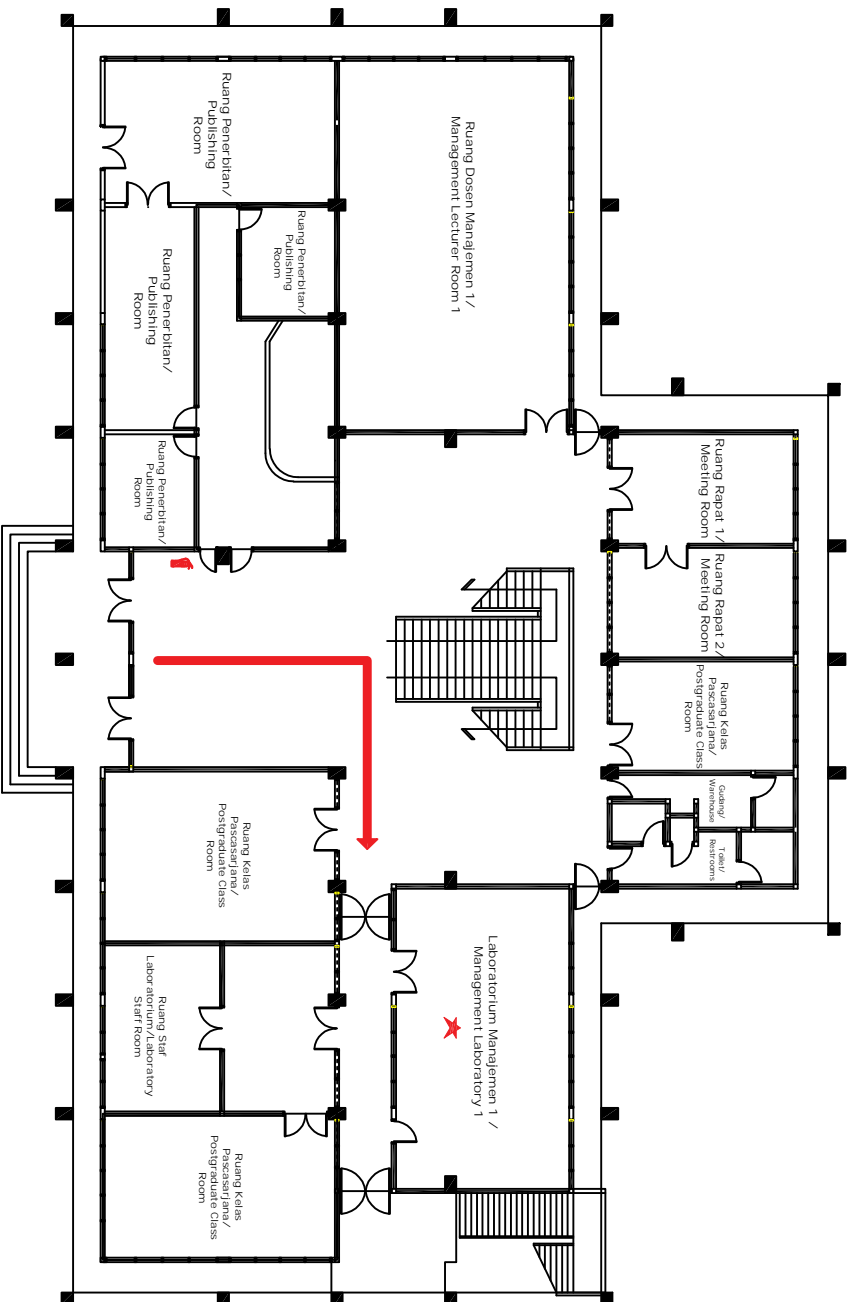 Ruang Penerbitan/
Publishing
Room
Ruang Dosen Manajemen 1/
Management Lecturer Room 1
Ruang Penerbitan/
Publishing
Room
Ruang Penerbitan/
Publishing
Room
Ruang Penerbitan/
Publishing
Room
Ruang Rapat 1/
Meeting Room
Ruang Rapat 2/
Meeting Room
Ruang Kelas
Pascasarjana/
Postgraduate Class
Room
Gudang/
Warehouse
Toilet/
Restrooms
Ruang Kelas
Pascasarjana/
Postgraduate Class
Room
Laboratorium Manajemen 1 /
Management Laboratory 1
Ruang Staf
Laboratorium/Laboratory
Staff Room
Ruang Kelas
Pascasarjana/
Postgraduate Class
Room